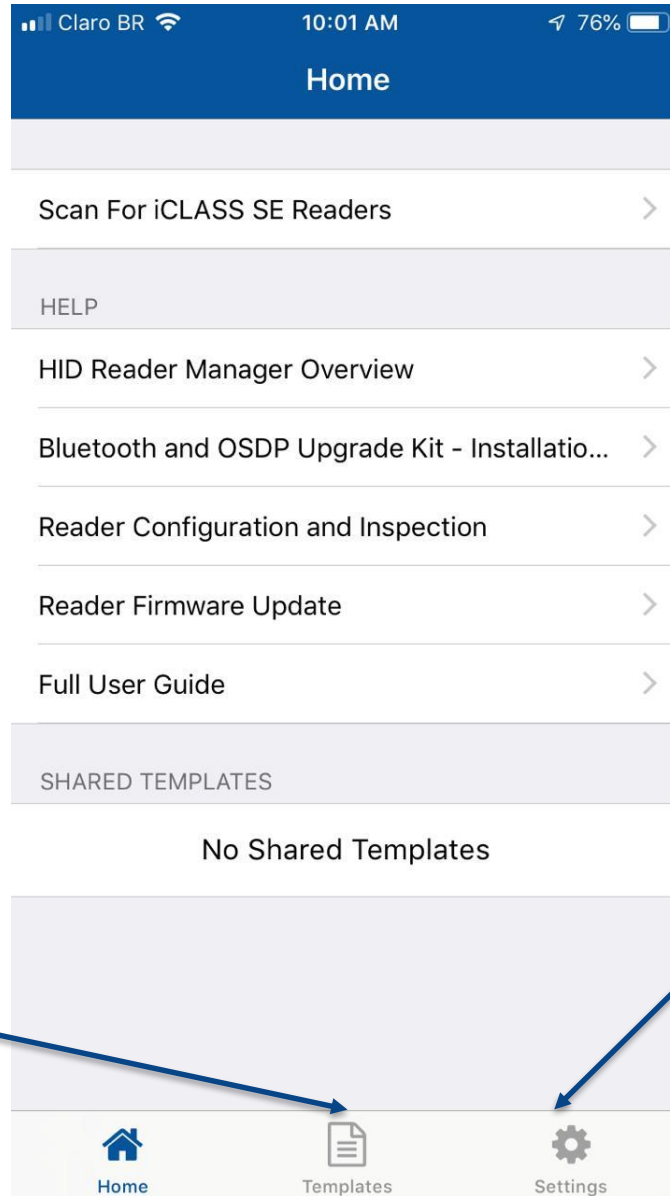 Claro BR 10:01 AM 76%
Home
Scan For iCLASS SE Readers
HELP
HID Reader Manager Overview
Bluetooth and OSDP Upgrade Kit - Installatio...
Reader Configuration and Inspection
Reader Firmware Update
Full User Guide
SHARED TEMPLATES
No Shared Templates
Home Templates Settings